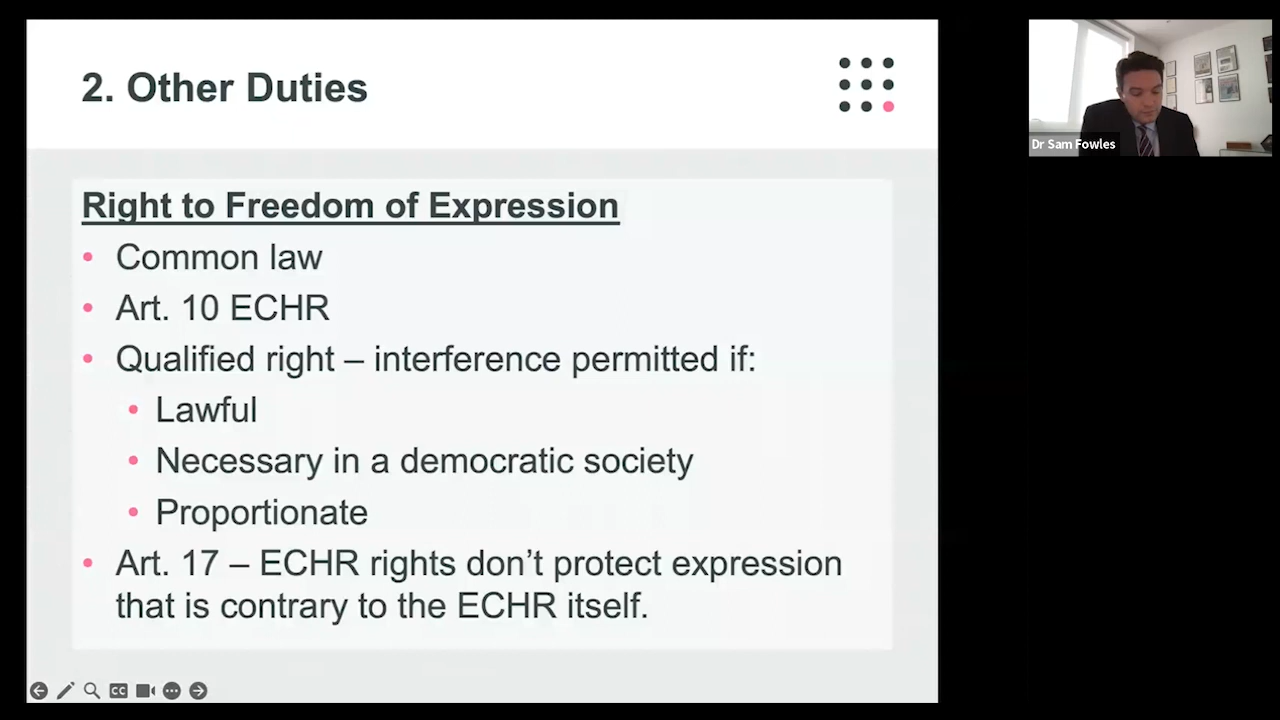 2. Other Duties
Right to Freedom of Expression
• Common law
• Art. 10 ECHR
• Qualified right – interference permitted if:
• Lawful
• Necessary in a democratic society
• Proportionate
• Art. 17 – ECHR rights don’t protect expression
that is contrary to the ECHR itself.
CC
Dr Sam Fowles